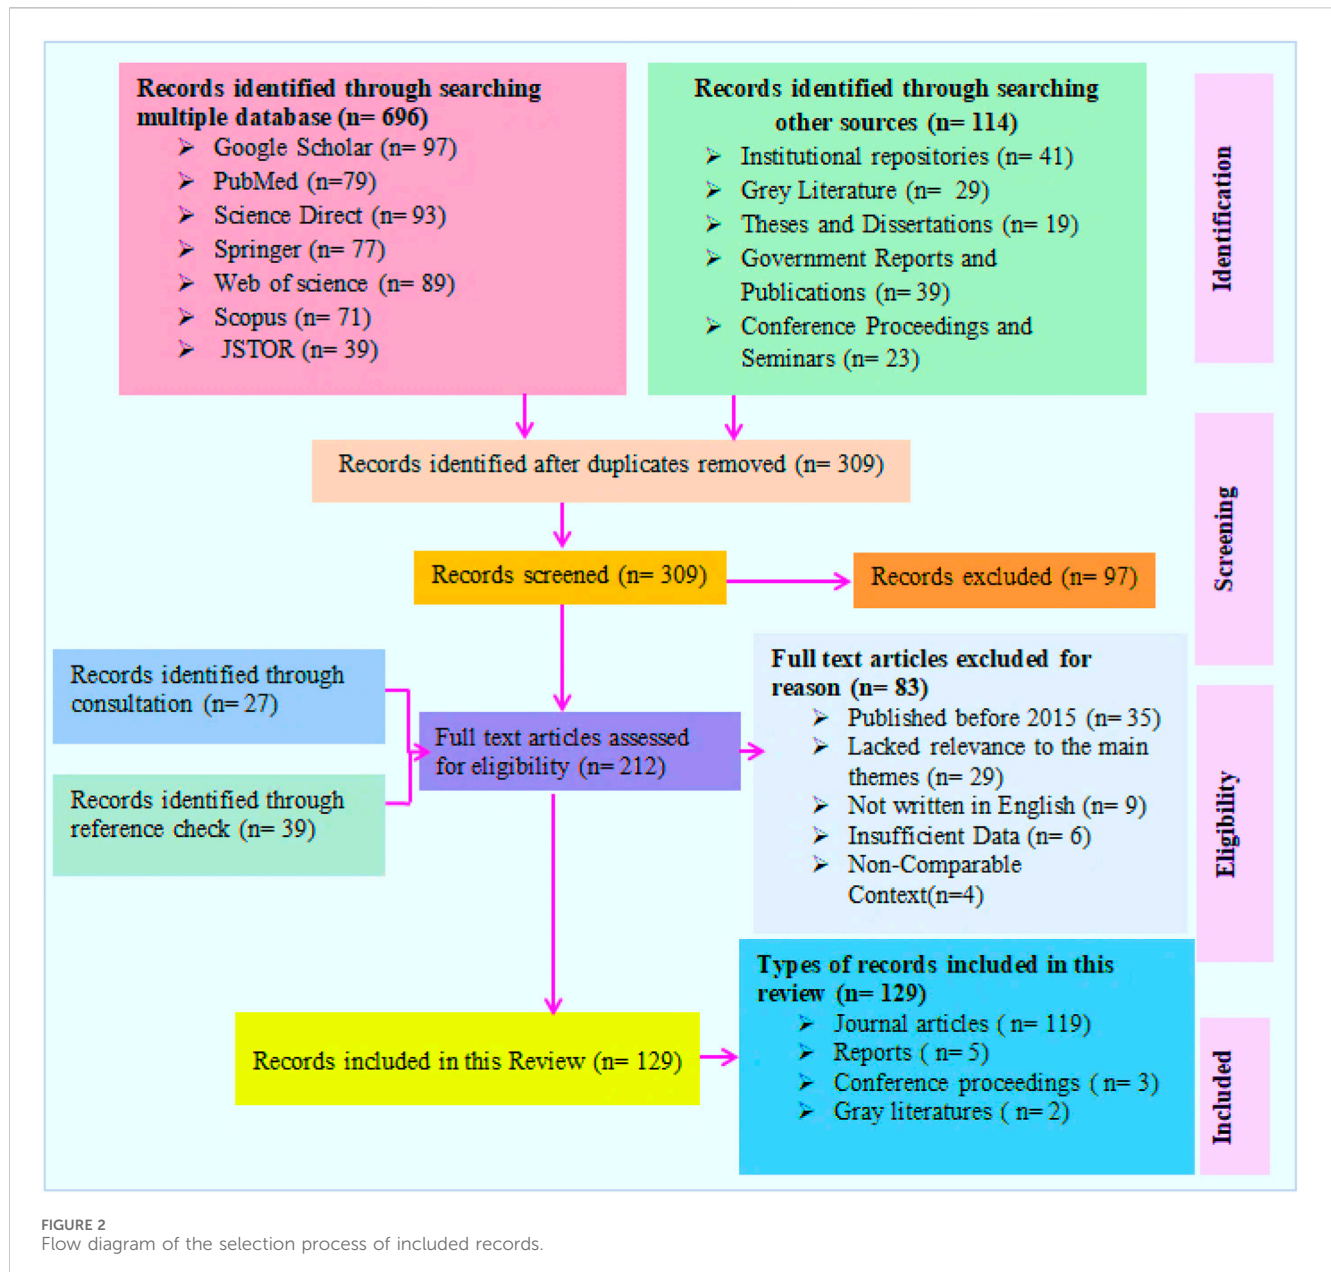 Records identified through searching
multiple database (n= 696)
➢ Google Scholar (n= 97)
➢ PubMed (n=79)
➢ Science Direct (n= 93)
➢ Springer (n= 77)
➢ Web of science (n= 89)
➢ Scopus (n= 71)
➢ JSTOR (n= 39)
Records identified through searching
other sources (n= 114)
➢ Institutional repositories (n= 41)
➢ Grey Literature (n= 29)
➢ Theses and Dissertations (n= 19)
➢ Government Reports and
Publications (n= 39)
➢ Conference Proceedings and
Seminars (n= 23)
Identification
Records identified after duplicates removed (n= 309)
Records screened (n= 309)
Records excluded (n= 97)
Screening
Records identified through
consultation (n= 27)
Records identified through
reference check (n= 39)
Full text articles assessed
for eligibility (n= 212)
Full text articles excluded for
reason (n= 83)
➢ Published before 2015 (n= 35)
➢ Lacked relevance to the main
themes (n= 29)
➢ Not written in English (n= 9)
➢ Insufficient Data (n= 6)
➢ Non-Comparable
Context(n=4)
Eligibility
Records included in this Review (n= 129)
Types of records included in this
review (n= 129)
➢ Journal articles ( n= 119)
➢ Reports ( n= 5)
➢ Conference proceedings ( n= 3)
➢ Gray literatures ( n= 2)
Included
FIGURE 2
Flow diagram of the selection process of included records.